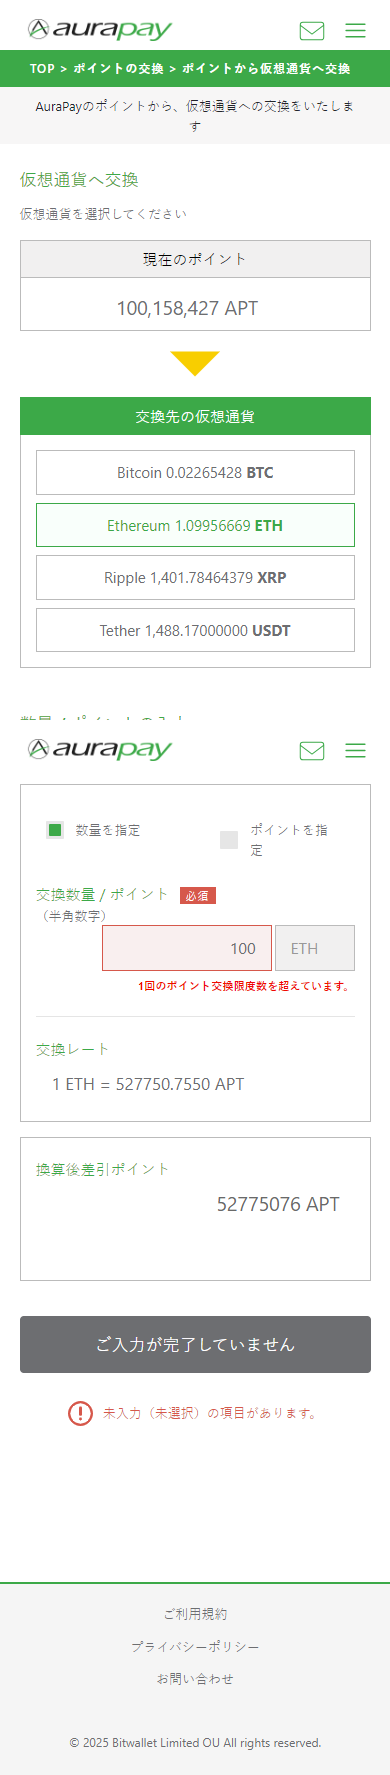 aurapay
TOP > ポイントの交換 > ポイントから仮想通貨へ交換
AuraPayのポイントから、仮想通貨への交換をいたしま
す
仮想通貨へ交換
仮想通貨を選択してください
現在のポイント
100,158,427 APT
交換先の仮想通貨
Bitcoin 0.02265428 BTC
Ethereum 1.09956669 ETH
Ripple 1,401.78464379 XRP
Tether 1,488.17000000 USDT
aurapay
数量を指定
ポイントを指
定
交換数量 / ポイント 必須
（半角数字）
100 ETH
1回のポイント交換限度数を超えています。
交換レート
1 ETH = 527750.7550 APT
換算後差引ポイント
52775076 APT
ご入力が完了していません
未入力（未選択）の項目があります。
ご利用規約
プライバシーポリシー
お問い合わせ
© 2025 Bitwallet Limited OU All rights reserved.